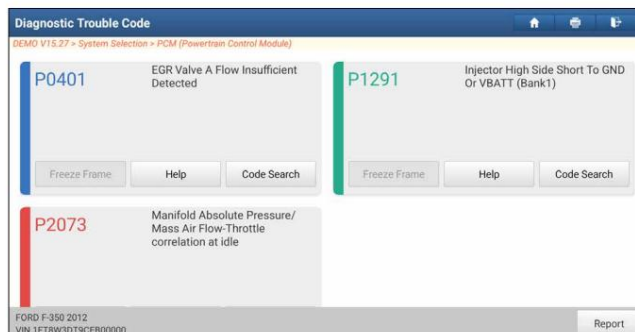 Diagnostic Trouble Code
DEMO V15.27 > System Selection > PCM (Powertrain Control Module)
P0401
EGR Valve A Flow Insufficient
Detected
Freeze Frame
Help
Code Search
P1291
Injector High Side Short To GND
Or VBATT (Bank1)
Freeze Frame
Help
Code Search
P2073
Manifold Absolute Pressure/
Mass Air Flow-Throttle
correlation at idle
FORD F-350 2012
VIN 1FT8W3DT9CEB00000
Report